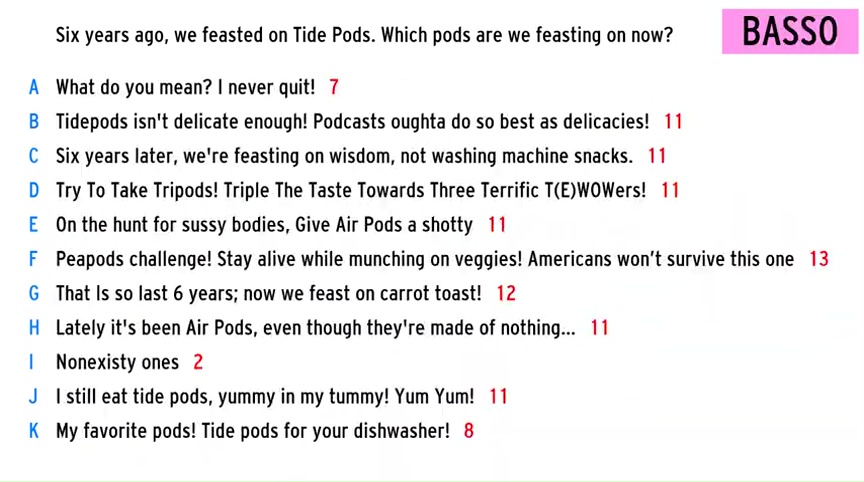 Six years ago, we feasted on Tide Pods. Which pods are we feasting on now?
BASSO
A What do you mean? I never quit! 7
B Tidepods isn't delicate enough! Podcasts oughta do so best as delicacies! 11
C Six years later, we're feasting on wisdom, not washing machine snacks. 11
D Try To Take Tripods! Triple The Taste Towards Three Terrific T(E)WOWers! 11
E On the hunt for sussy bodies, Give Air Pods a shotty 11
F Peapods challenge! Stay alive while munching on veggies! Americans won’t survive this one 13
G That Is so last 6 years; now we feast on carrot toast! 12
H Lately it's been Air Pods, even though they're made of nothing... 11
I Nonexisty ones 2
J I still eat tide pods, yummy in my tummy! Yum Yum! 11
K My favorite pods! Tide pods for your dishwasher! 8